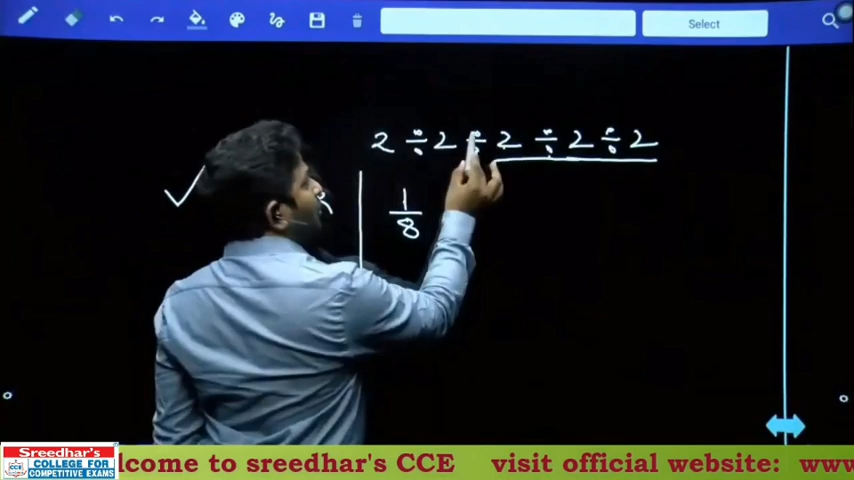 Select
2 ÷ 2 ÷ 2 ÷ 2 ÷ 2
1/8
Sreedhar's
CCE
COLLEGE FOR
COMPETITIVE EXAMS
lcome to sreedhar's CCE visit official website: www